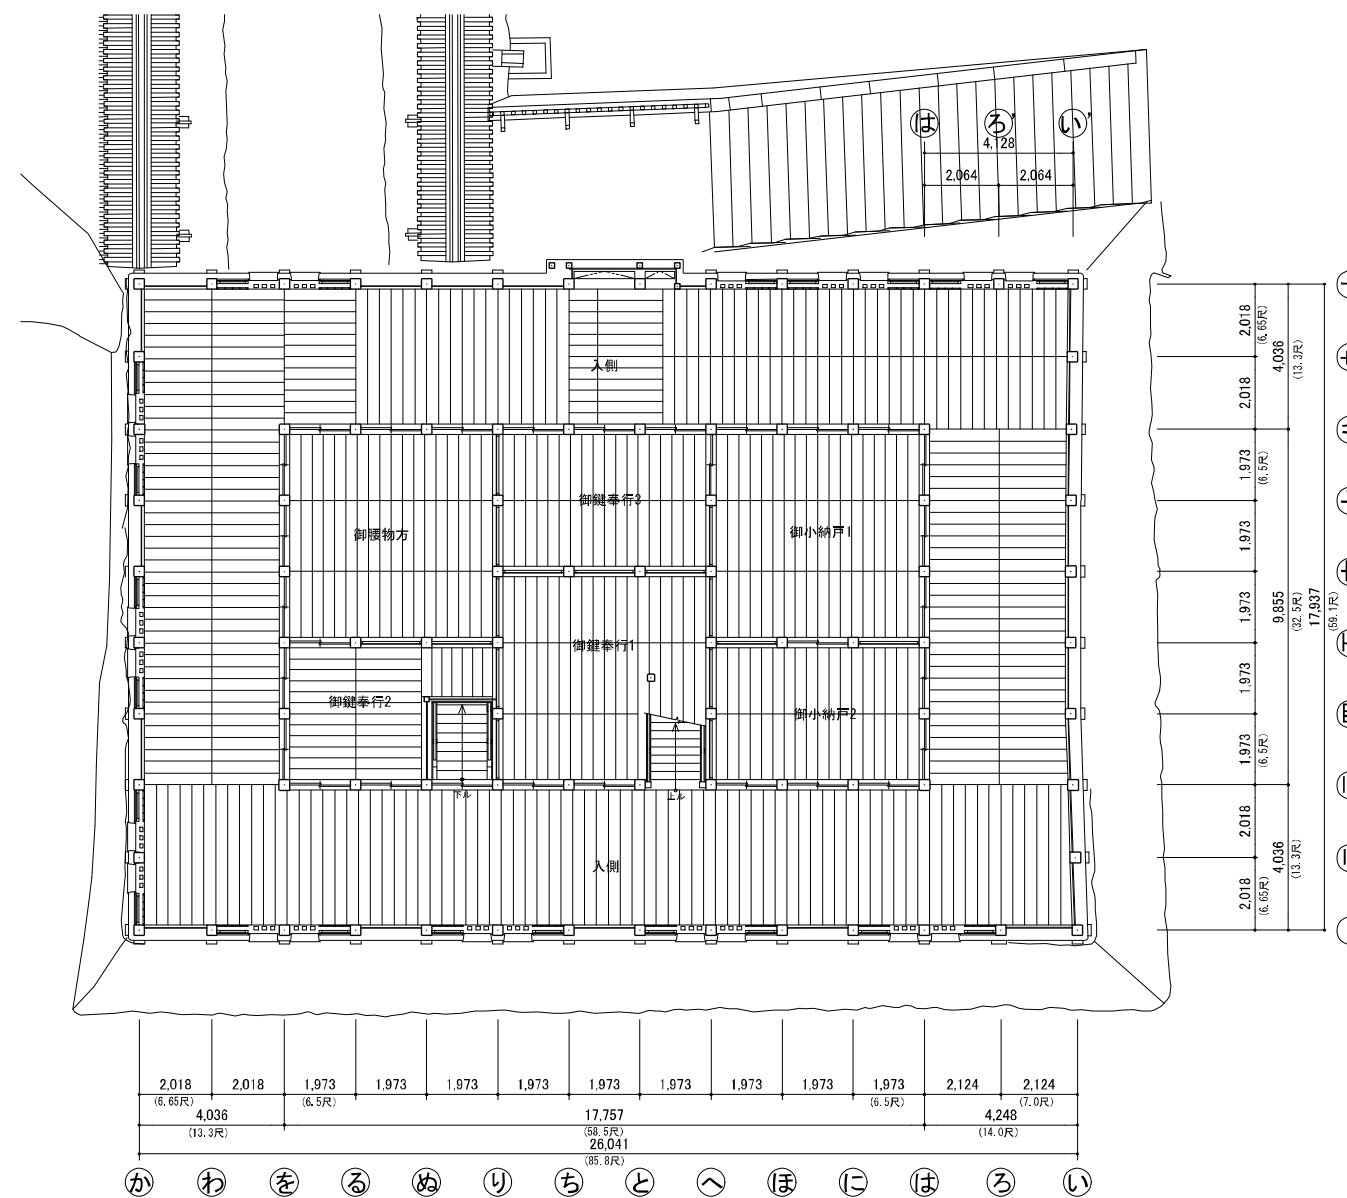 は ろ' い'
4,128
2,064 2,064
入側
御腰物方
御鍵奉行3
御小納戸1
御鍵奉行1
御鍵奉行2
御小納戸2
下ル
上ル
入側
2,018
(6.65尺)
2,018
4,036
(13.3尺)
1,973
(6.5尺)
1,973
1,973
1,973
1,973
(6.5尺)
9,855
(32.5尺)
17,937
(59.1尺)
2,018
2,018
(6.65尺)
4,036
(13.3尺)
2,018 2,018 1,973 1,973 1,973 1,973 1,973 1,973 1,973 1,973 1,973 2,124 2,124
(6.65尺) (6.5尺) (6.5尺) (7.0尺)
4,036 17,757 4,248
(13.3尺) (58.5尺) (14.0尺)
26,041
(85.8尺)
か わ を る ぬ り ち と へ ほ に は ろ い